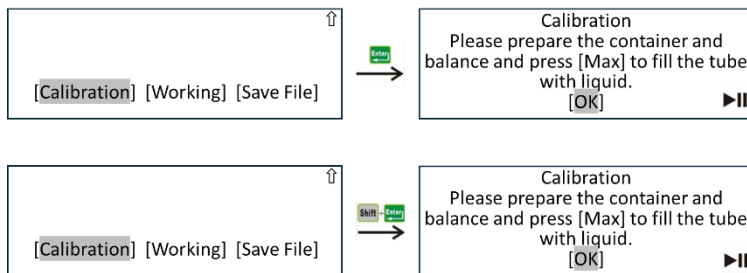 ⇧
[Calibration] [Working] [Save File]
Enter
Calibration
Please prepare the container and
balance and press [Max] to fill the tube
with liquid.
[OK]
⇧
[Calibration] [Working] [Save File]
Shift + Enter
Calibration
Please prepare the container and
balance and press [Max] to fill the tube
with liquid.
[OK]